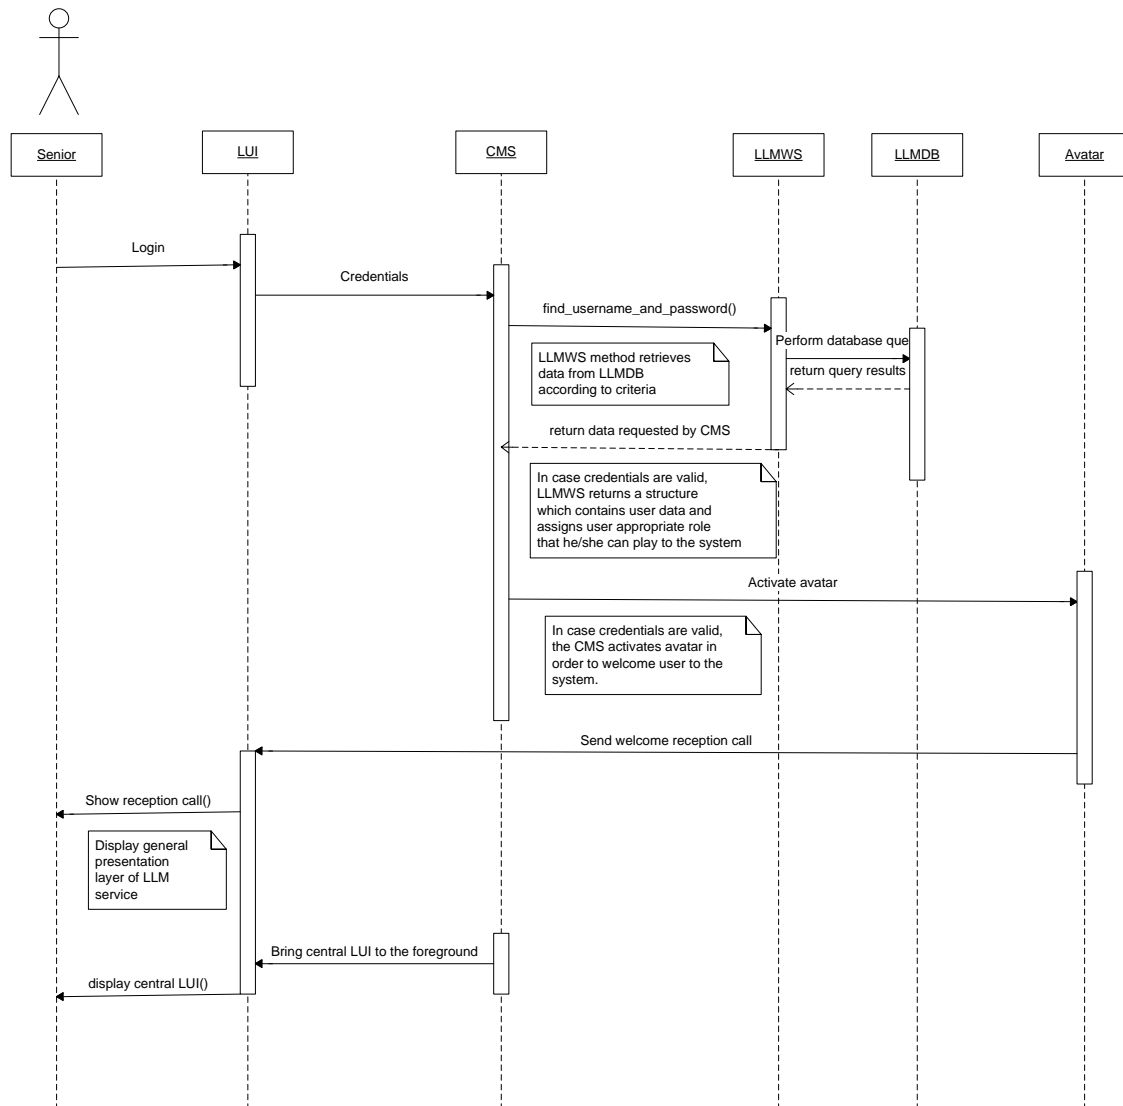 Senior
LUI
CMS
LLMWS
LLMDB
Avatar
Login
Credentials
find_username_and_password()
Perform database que
return query results
LLMWS method retrieves
data from LLMDB
according to criteria
return data requested by CMS
In case credentials are valid,
LLMWS returns a structure
which contains user data and
assigns user appropriate role
that he/she can play to the system
Activate avatar
In case credentials are valid,
the CMS activates avatar in
order to welcome user to the
system.
Send welcome reception call
Show reception call()
Display general
presentation
layer of LLM
service
Bring central LUI to the foreground
display central LUI()